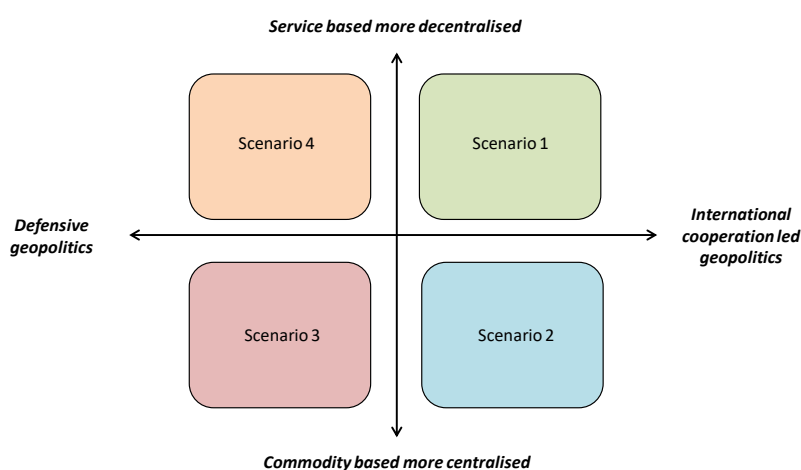 Service based more decentralised
Scenario 4
Scenario 1
Defensive
geopolitics
International
cooperation led
geopolitics
Scenario 3
Scenario 2
Commodity based more centralised